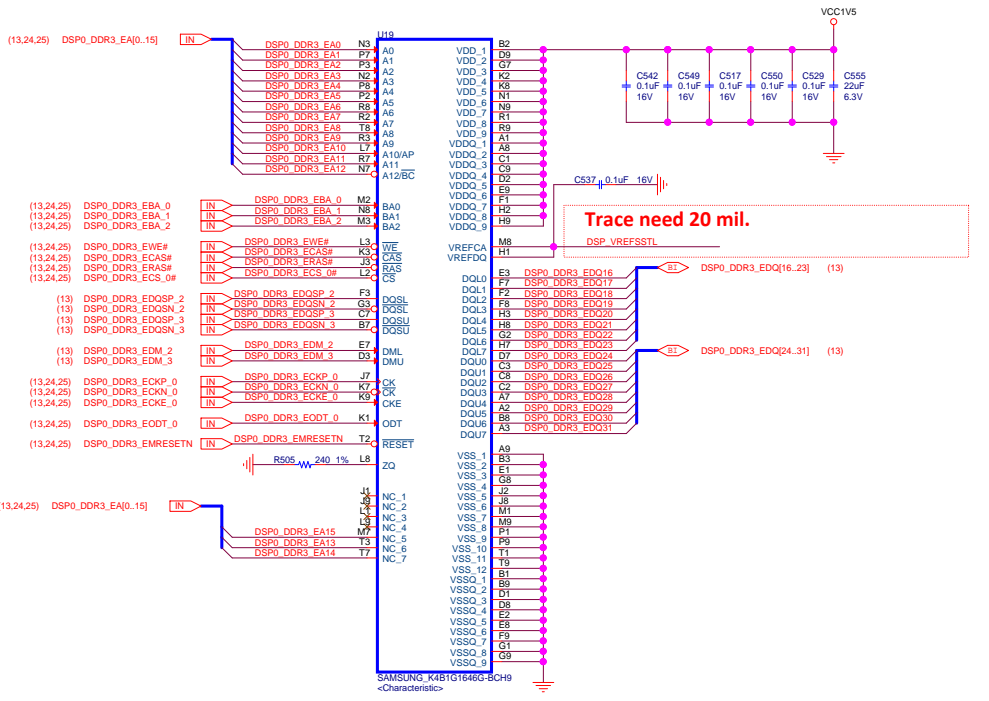 VCC1V5
U19
(13,24,25) DSP0_DDR3_EA[0..15] IN
DSP0_DDR3_EA0 N3 A0
DSP0_DDR3_EA1 P7 A1
DSP0_DDR3_EA2 P3 A2
DSP0_DDR3_EA3 N2 A3
DSP0_DDR3_EA4 P8 A4
DSP0_DDR3_EA5 P2 A5
DSP0_DDR3_EA6 R8 A6
DSP0_DDR3_EA7 R2 A7
DSP0_DDR3_EA8 T8 A8
DSP0_DDR3_EA9 R3 A9
DSP0_DDR3_EA10 L7 A10/AP
DSP0_DDR3_EA11 R7 A11
DSP0_DDR3_EA12 N7 A12/BC
(13,24,25) DSP0_DDR3_EBA_0 IN DSP0_DDR3_EBA_0 M2 BA0
(13,24,25) DSP0_DDR3_EBA_1 IN DSP0_DDR3_EBA_1 N8 BA1
(13,24,25) DSP0_DDR3_EBA_2 IN DSP0_DDR3_EBA_2 M3 BA2
(13,24,25) DSP0_DDR3_EWE# IN DSP0_DDR3_EWE# L3 WE
(13,24,25) DSP0_DDR3_ECAS# IN DSP0_DDR3_ECAS# K3 CAS
(13,24,25) DSP0_DDR3_ERAS# IN DSP0_DDR3_ERAS# J3 RAS
(13,24,25) DSP0_DDR3_ECS_0# IN DSP0_DDR3_ECS_0# L2 CS
(13) DSP0_DDR3_EDQSP_2 IN DSP0_DDR3_EDQSP_2 F3 DQSL
(13) DSP0_DDR3_EDQSN_2 IN DSP0_DDR3_EDQSN_2 G3 DQSL
(13) DSP0_DDR3_EDQSP_3 IN DSP0_DDR3_EDQSP_3 C7 DQSU
(13) DSP0_DDR3_EDQSN_3 IN DSP0_DDR3_EDQSN_3 B7 DQSU
(13) DSP0_DDR3_EDM_2 IN DSP0_DDR3_EDM_2 E7 DML
(13) DSP0_DDR3_EDM_3 IN DSP0_DDR3_EDM_3 D3 DMU
(13,24,25) DSP0_DDR3_ECKP_0 IN DSP0_DDR3_ECKP_0 J7 CK
(13,24,25) DSP0_DDR3_ECKN_0 IN DSP0_DDR3_ECKN_0 K7 CK
(13,24,25) DSP0_DDR3_ECKE_0 IN DSP0_DDR3_ECKE_0 K9 CKE
(13,24,25) DSP0_DDR3_EODT_0 IN DSP0_DDR3_EODT_0 K1 ODT
(13,24,25) DSP0_DDR3_EMRESETN IN DSP0_DDR3_EMRESETN T2 RESET
R505 240 1% L8 ZQ
J1 NC_1
J9 NC_2
L1 NC_3
L9 NC_4
13,24,25) DSP0_DDR3_EA[0..15] IN
DSP0_DDR3_EA15 M7 NC_5
DSP0_DDR3_EA13 T3 NC_6
DSP0_DDR3_EA14 T7 NC_7
VDD_1 B2
VDD_2 D9
VDD_3 G7
VDD_4 K2
VDD_5 K8
VDD_6 N1
VDD_7 N9
VDD_8 R1
VDD_9 R9
VDDQ_1 A1
VDDQ_2 A8
VDDQ_3 C1
VDDQ_4 C9
VDDQ_5 D2
VDDQ_6 E9
VDDQ_7 F1
VDDQ_8 H2
VDDQ_9 H9
C542 C549 C517 C550 C529 C555
0.1uF 0.1uF 0.1uF 0.1uF 0.1uF 22uF
16V 16V 16V 16V 16V 6.3V
C537 0.1uF 16V
Trace need 20 mil.
VREFCA M8 DSP_VREFSSTL
VREFDQ H1
DQL0 E3 DSP0_DDR3_EDQ16
DQL1 F7 DSP0_DDR3_EDQ17
DQL2 F2 DSP0_DDR3_EDQ18
DQL3 F8 DSP0_DDR3_EDQ19
DQL4 H3 DSP0_DDR3_EDQ20
DQL5 H8 DSP0_DDR3_EDQ21
DQL6 G2 DSP0_DDR3_EDQ22
DQL7 H7 DSP0_DDR3_EDQ23
BI DSP0_DDR3_EDQ[16..23] (13)
DQU0 D7 DSP0_DDR3_EDQ24
DQU1 C3 DSP0_DDR3_EDQ25
DQU2 C8 DSP0_DDR3_EDQ26
DQU3 C2 DSP0_DDR3_EDQ27
DQU4 A7 DSP0_DDR3_EDQ28
DQU5 A2 DSP0_DDR3_EDQ29
DQU6 B8 DSP0_DDR3_EDQ30
DQU7 A3 DSP0_DDR3_EDQ31
BI DSP0_DDR3_EDQ[24..31] (13)
VSS_1 A9
VSS_2 B3
VSS_3 E1
VSS_4 G8
VSS_5 J2
VSS_6 J8
VSS_7 M1
VSS_8 M9
VSS_9 P1
VSS_10 P9
VSS_11 T1
VSS_12 T9
VSSQ_1 B1
VSSQ_2 B9
VSSQ_3 D1
VSSQ_4 D8
VSSQ_5 E2
VSSQ_6 E8
VSSQ_7 F9
VSSQ_8 G1
VSSQ_9 G9
SAMSUNG_K4B1G1646G-BCH9
<Characteristic>